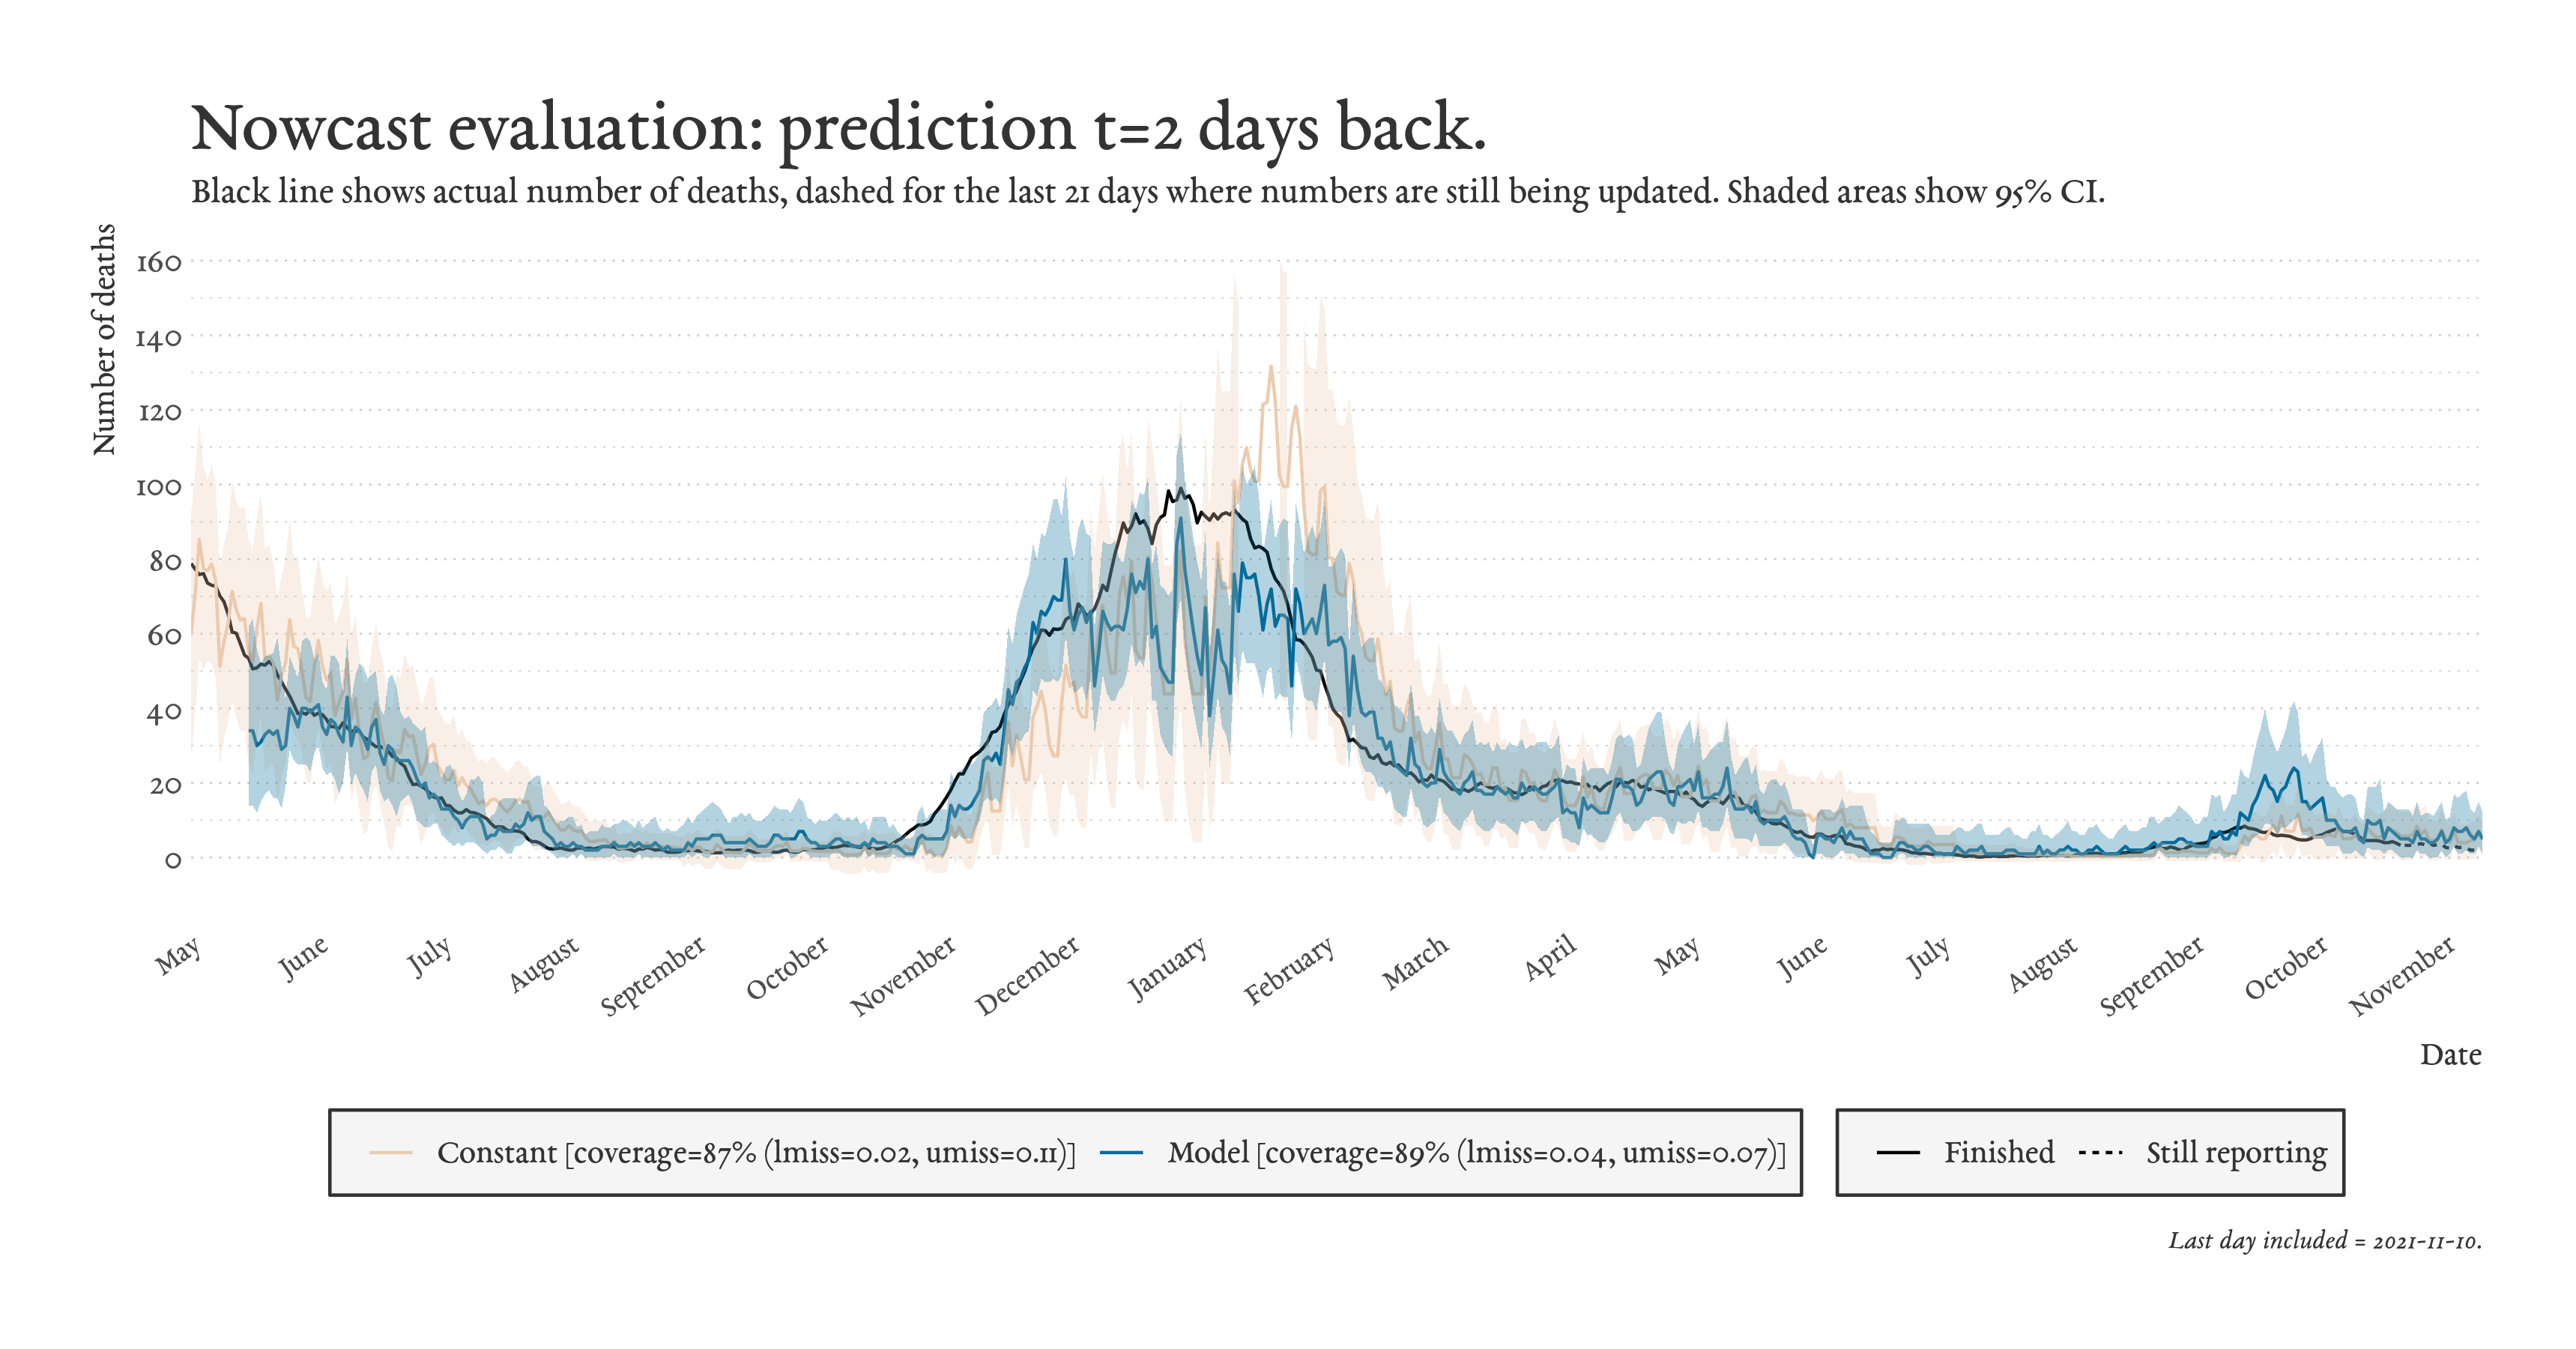 Nowcast evaluation: prediction t=2 days back.
Black line shows actual number of deaths, dashed for the last 21 days where numbers are still being updated. Shaded areas show 95% CI.
Number of deaths
160
140
120
100
80
60
40
20
0
May
June
July
August
September
October
November
December
January
February
March
April
May
June
July
August
September
October
November
Date
Constant [coverage=87% (lmiss=0.02, umiss=0.11)]
Model [coverage=89% (lmiss=0.04, umiss=0.07)]
Finished
Still reporting
Last day included = 2021-11-10.